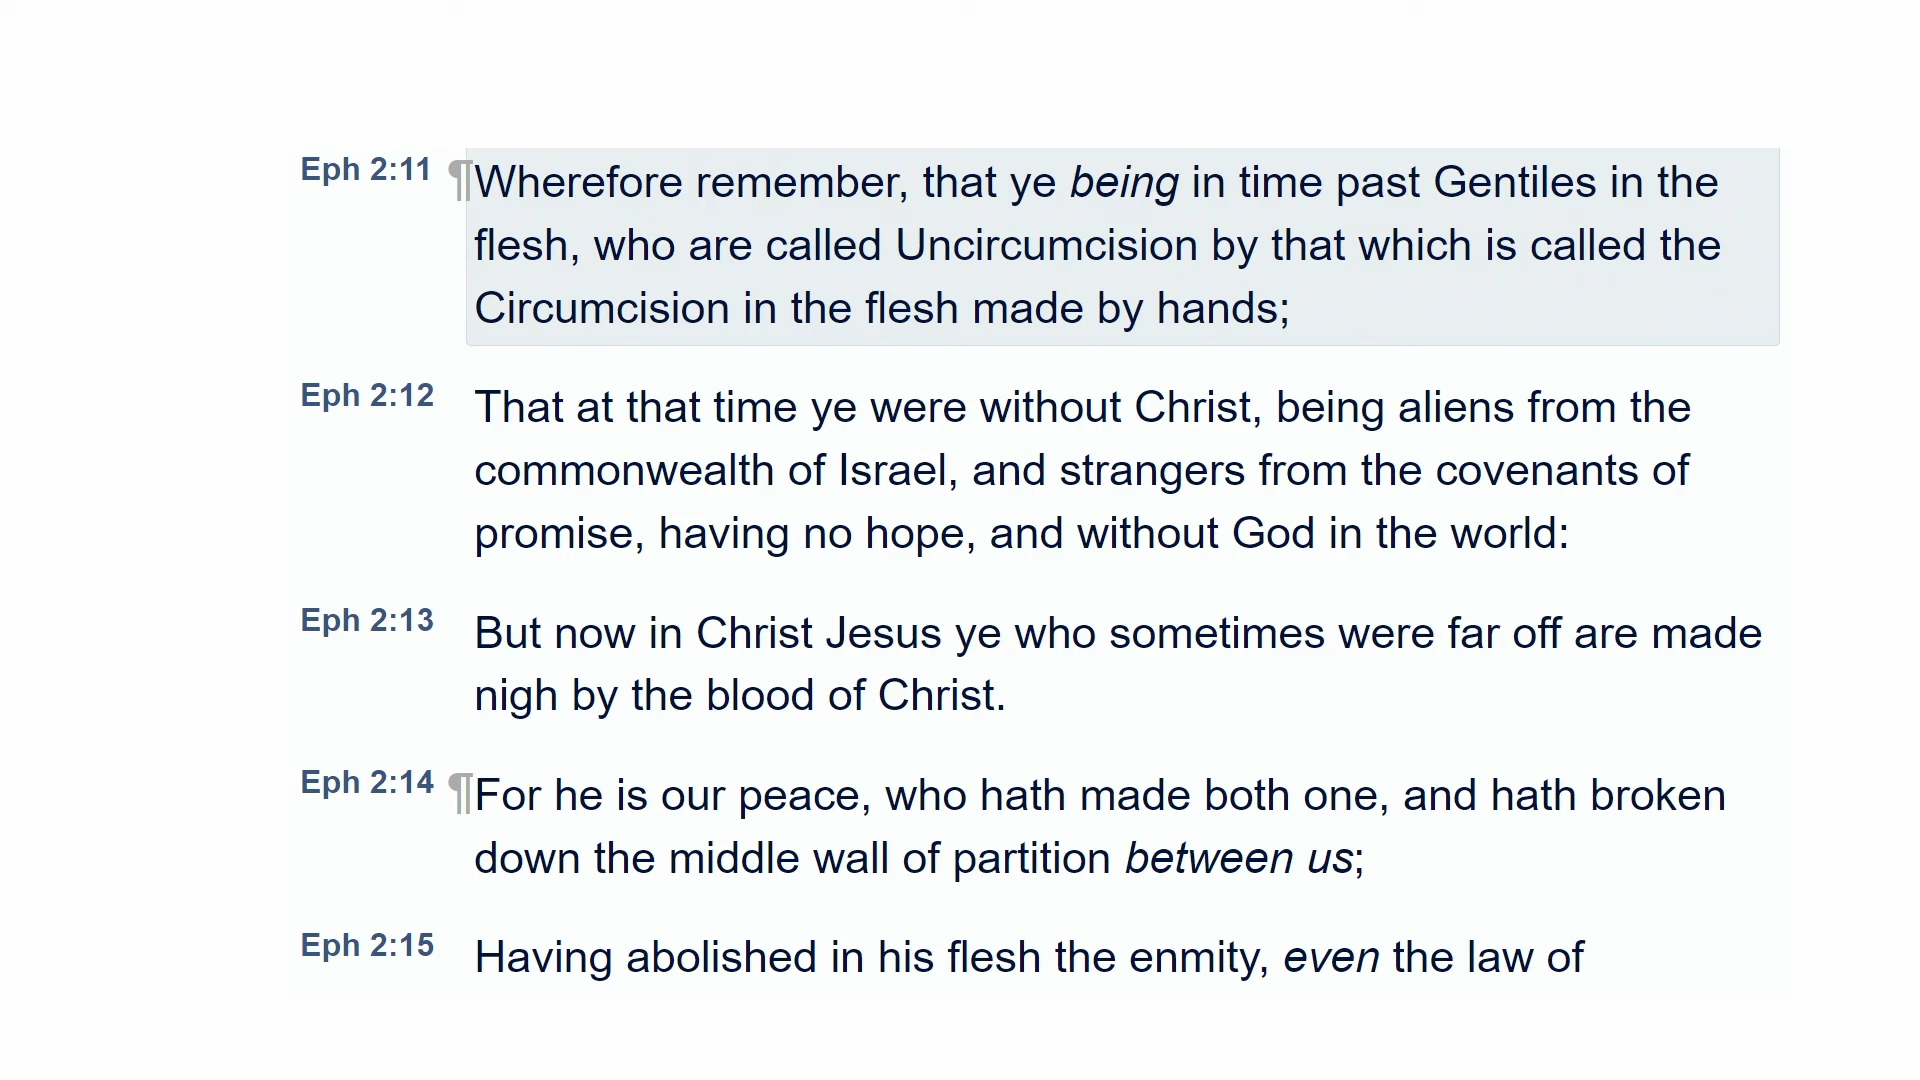 Eph 2:11 ¶Wherefore remember, that ye being in time past Gentiles in the
flesh, who are called Uncircumcision by that which is called the
Circumcision in the flesh made by hands;
Eph 2:12 That at that time ye were without Christ, being aliens from the
commonwealth of Israel, and strangers from the covenants of
promise, having no hope, and without God in the world:
Eph 2:13 But now in Christ Jesus ye who sometimes were far off are made
nigh by the blood of Christ.
Eph 2:14 ¶For he is our peace, who hath made both one, and hath broken
down the middle wall of partition between us;
Eph 2:15 Having abolished in his flesh the enmity, even the law of